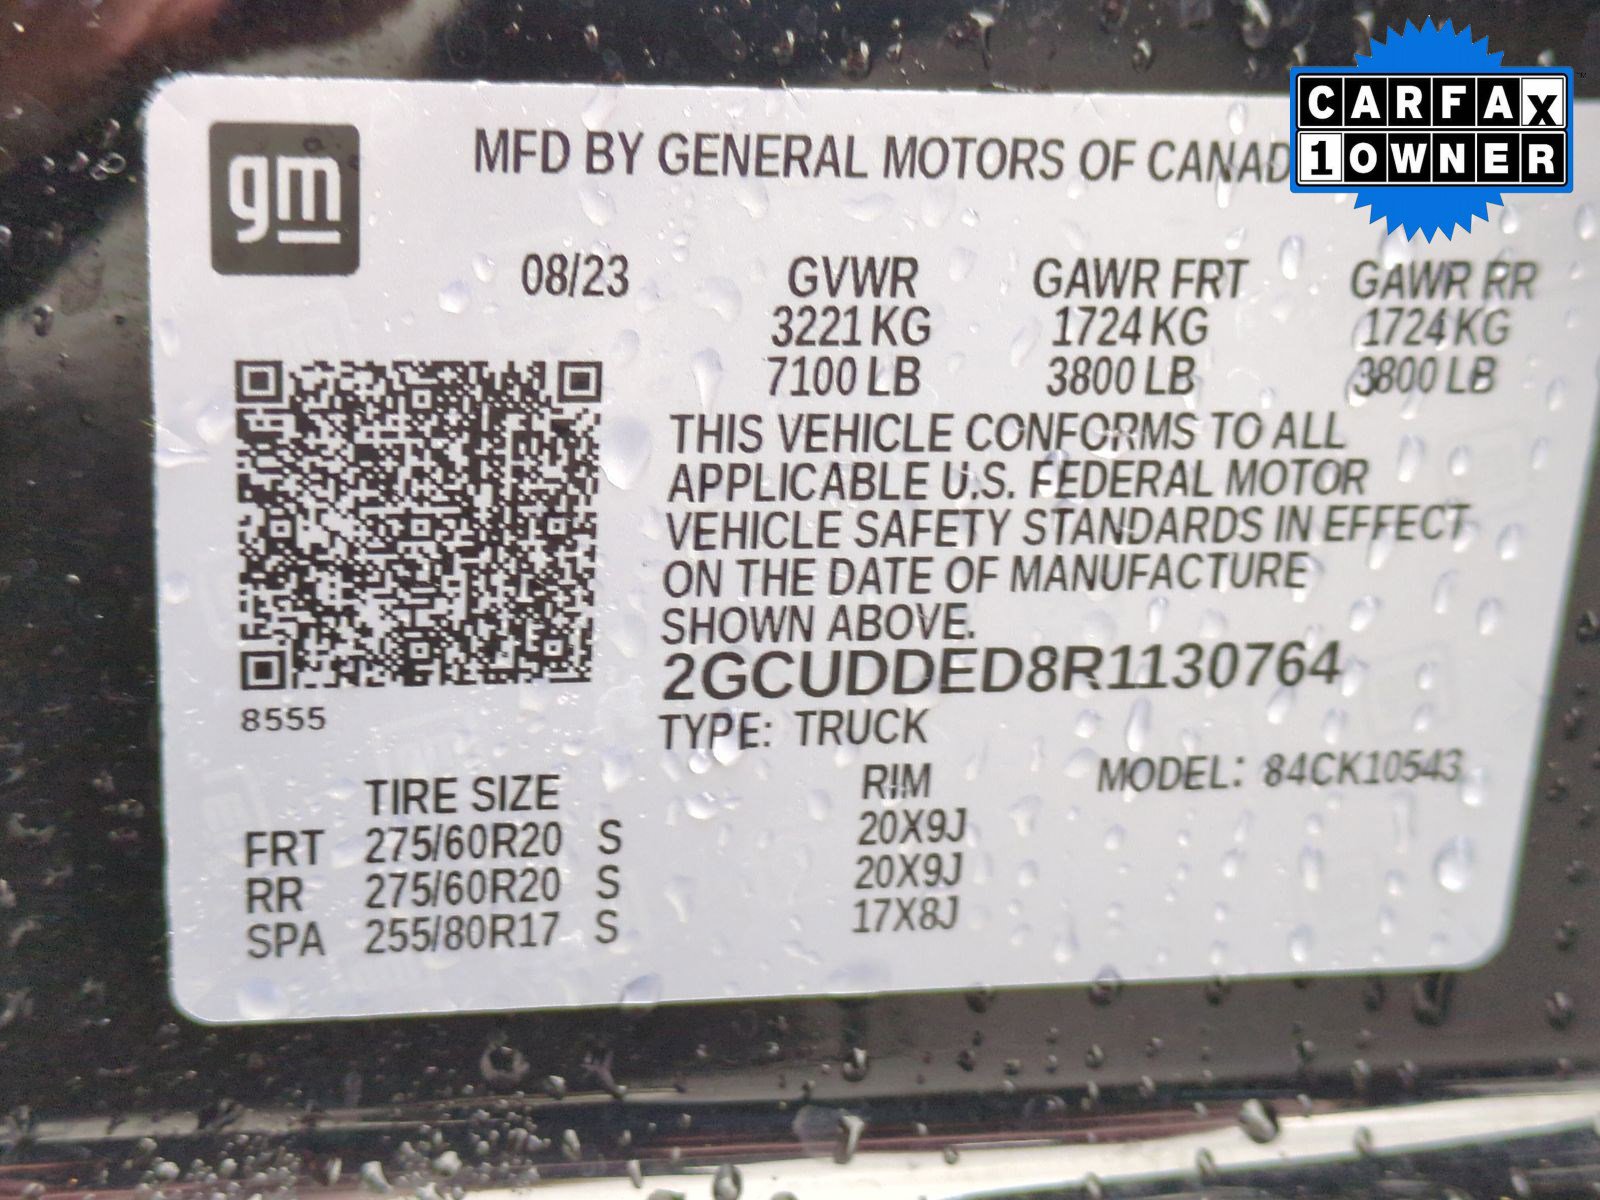 CARFAX
1 OWNER
gm
MFD BY GENERAL MOTORS OF CANAD
08/23
GVWR GAWR FRT GAWR RR
3221 KG 1724 KG 1724 KG
7100 LB 3800 LB 3800 LB
THIS VEHICLE CONFORMS TO ALL
APPLICABLE U.S. FEDERAL MOTOR
VEHICLE SAFETY STANDARDS IN EFFECT
ON THE DATE OF MANUFACTURE
SHOWN ABOVE.
2GCUDDED8R1130764
8555
TYPE: TRUCK
MODEL: 84CK10543
TIRE SIZE RIM
FRT 275/60R20 S 20X9J
RR 275/60R20 S 20X9J
SPA 255/80R17 S 17X8J